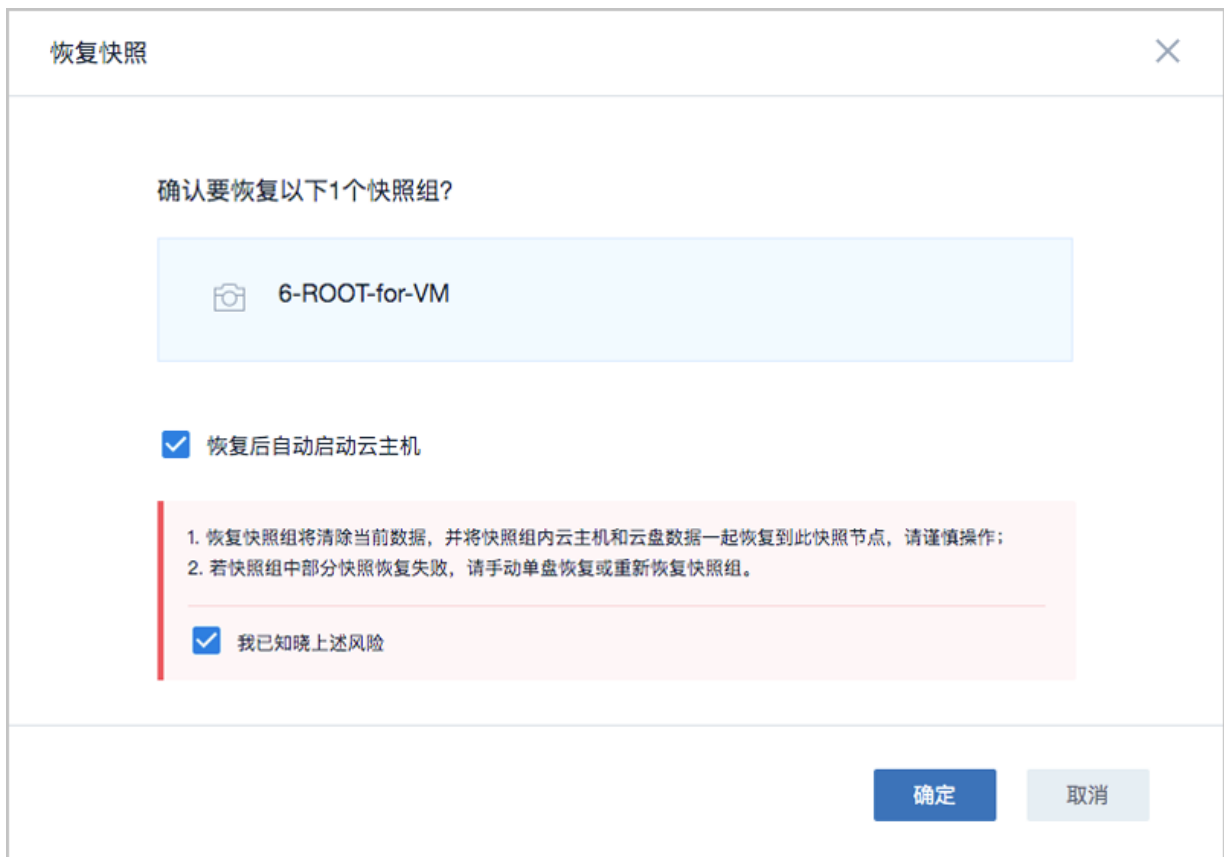 恢复快照
确认要恢复以下1个快照组?
6-ROOT-for-VM
恢复后自动启动云主机
1. 恢复快照组将清除当前数据，并将快照组内云主机和云盘数据一起恢复到此快照节点，请谨慎操作；
2. 若快照组中部分快照恢复失败，请手动单盘恢复或重新恢复快照组。
我已知晓上述风险
确定
取消